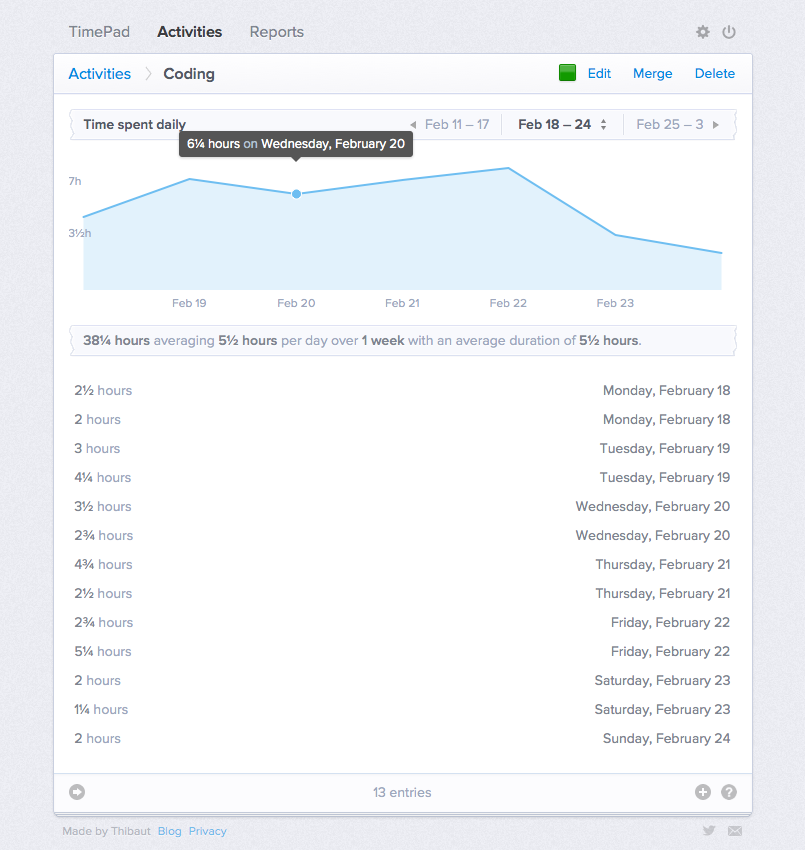 TimePad Activities Reports
Activities Coding Edit Merge Delete
Time spent daily Feb 11 – 17 Feb 18 – 24 Feb 25 – 3
6¼ hours on Wednesday, February 20
7h
3½h
Feb 19 Feb 20 Feb 21 Feb 22 Feb 23
38¼ hours averaging 5½ hours per day over 1 week with an average duration of 5½ hours.
2½ hours Monday, February 18
2 hours Monday, February 18
3 hours Tuesday, February 19
4¼ hours Tuesday, February 19
3½ hours Wednesday, February 20
2¾ hours Wednesday, February 20
4¾ hours Thursday, February 21
2½ hours Thursday, February 21
2¾ hours Friday, February 22
5¼ hours Friday, February 22
2 hours Saturday, February 23
1¼ hours Saturday, February 23
2 hours Sunday, February 24
13 entries
Made by Thibaut Blog Privacy